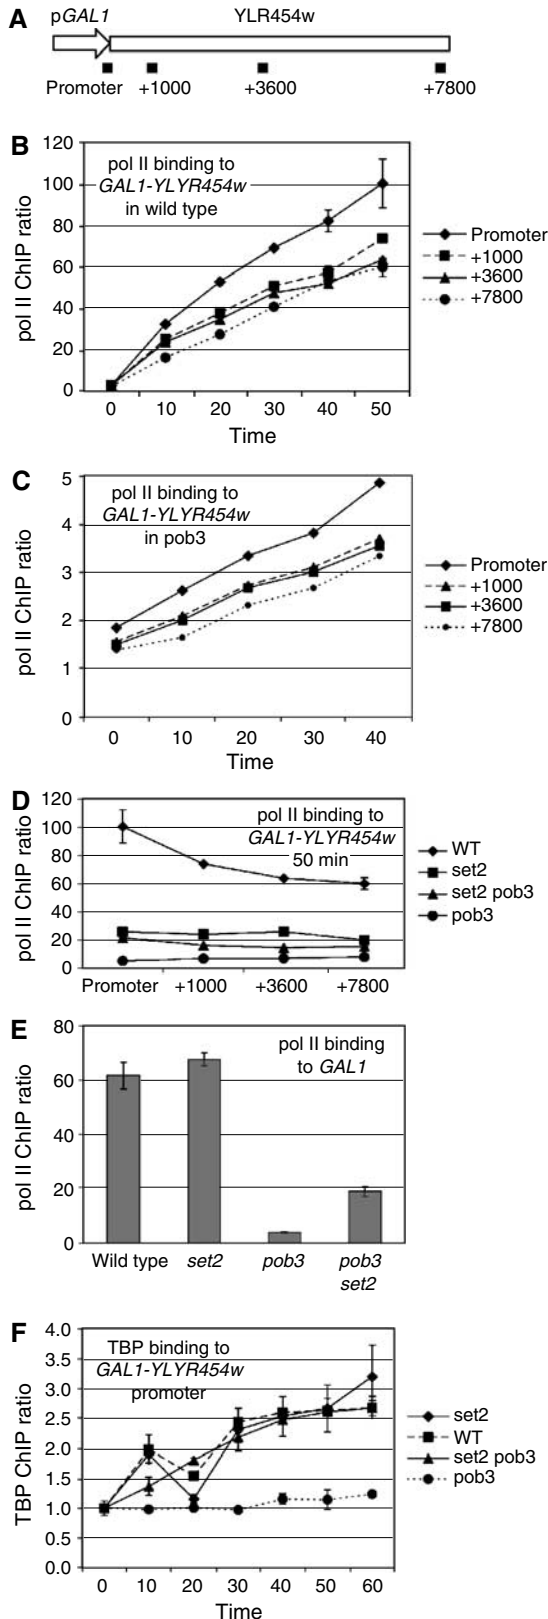 A
pGAL1 YLR454w
Promoter +1000 +3600 +7800
B
pol II binding to
GAL1-YLYR454w
in wild type
pol II ChIP ratio
120
100
80
60
40
20
0
0 10 20 30 40 50
Time
Promoter
+1000
+3600
+7800
C
pol II binding to
GAL1-YLYR454w
in pob3
pol II ChIP ratio
5
4
3
2
1
0
0 10 20 30 40
Time
Promoter
+1000
+3600
+7800
D
pol II binding to
GAL1-YLYR454w
50 min
pol II ChIP ratio
120
100
80
60
40
20
0
Promoter +1000 +3600 +7800
WT
set2
set2 pob3
pob3
E
pol II binding
to GAL1
pol II ChIP ratio
80
60
40
20
0
Wild type set2 pob3 pob3
set2
F
TBP binding to
GAL1-YLYR454w
promoter
TBP ChIP ratio
4.0
3.5
3.0
2.5
2.0
1.5
1.0
0.5
0.0
0 10 20 30 40 50 60
Time
set2
WT
set2 pob3
pob3